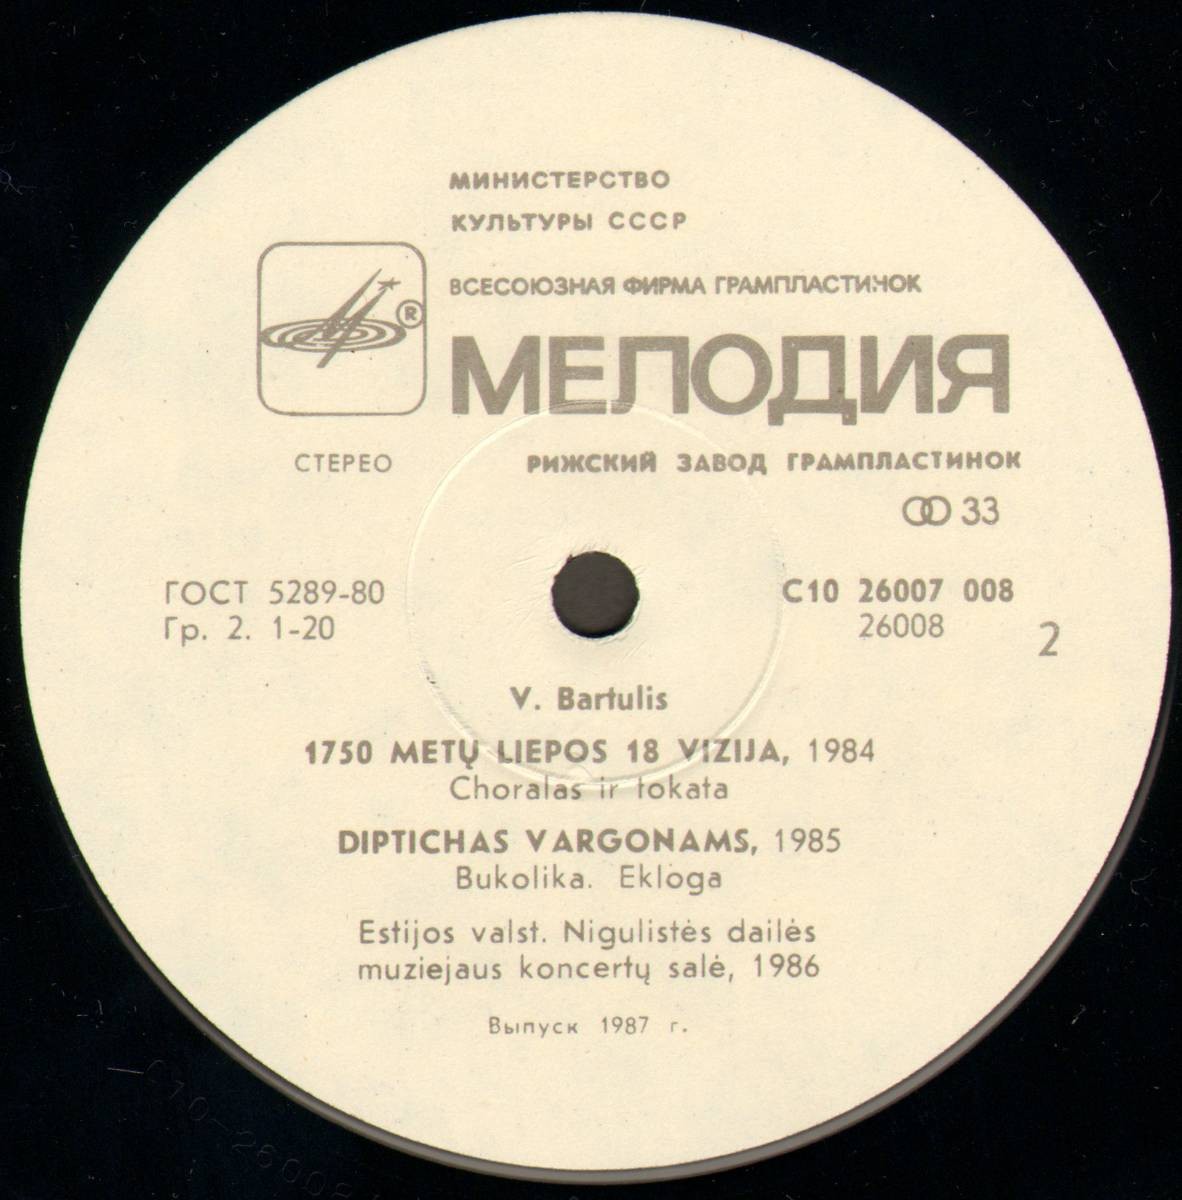 МИНИСТЕРСТВО
КУЛЬТУРЫ СССР
ВСЕСОЮЗНАЯ ФИРМА ГРАМПЛАСТИНОК
®
МЕЛОДИЯ
СТЕРЕО
РИЖСКИЙ ЗАВОД ГРАМПЛАСТИНОК
33
ГОСТ 5289-80
Гр. 2. 1-20
С10 26007 008
26008
2
V. Bartulis
1750 METŲ LIEPOS 18 VIZIJA, 1984
Choralas ir tokata
DIPTICHAS VARGONAMS, 1985
Bukolika. Ekloga
Estijos valst. Nigulistės dailės
muziejaus koncertų salė, 1986
Выпуск 1987 г.